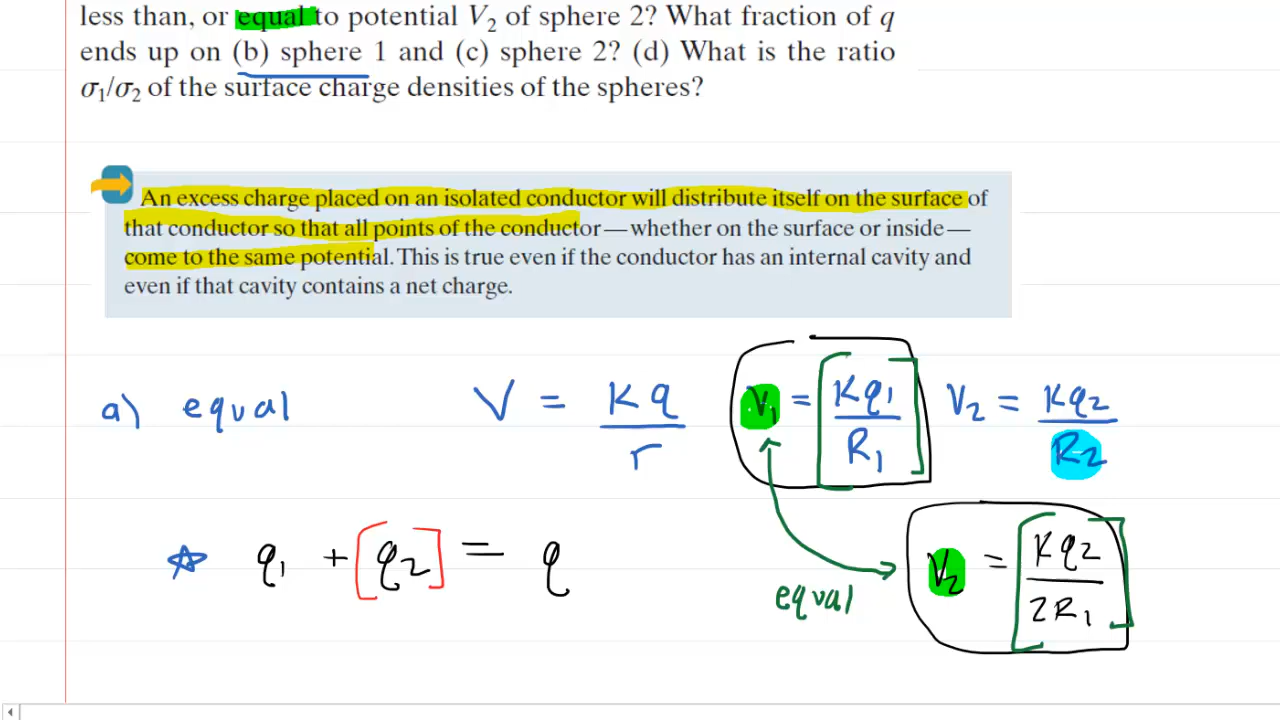 less than, or equal to potential V₂ of sphere 2? What fraction of q
ends up on (b) sphere 1 and (c) sphere 2? (d) What is the ratio
σ₁/σ₂ of the surface charge densities of the spheres?
An excess charge placed on an isolated conductor will distribute itself on the surface of
that conductor so that all points of the conductor—whether on the surface or inside—
come to the same potential. This is true even if the conductor has an internal cavity and
even if that cavity contains a net charge.
a) equal V = Kq/r V₁ = [Kq₁/R₁] V₂ = Kq₂/R₂
☆ q₁ + [q₂] = q
equal
V₂ = [Kq₂/2R₁]